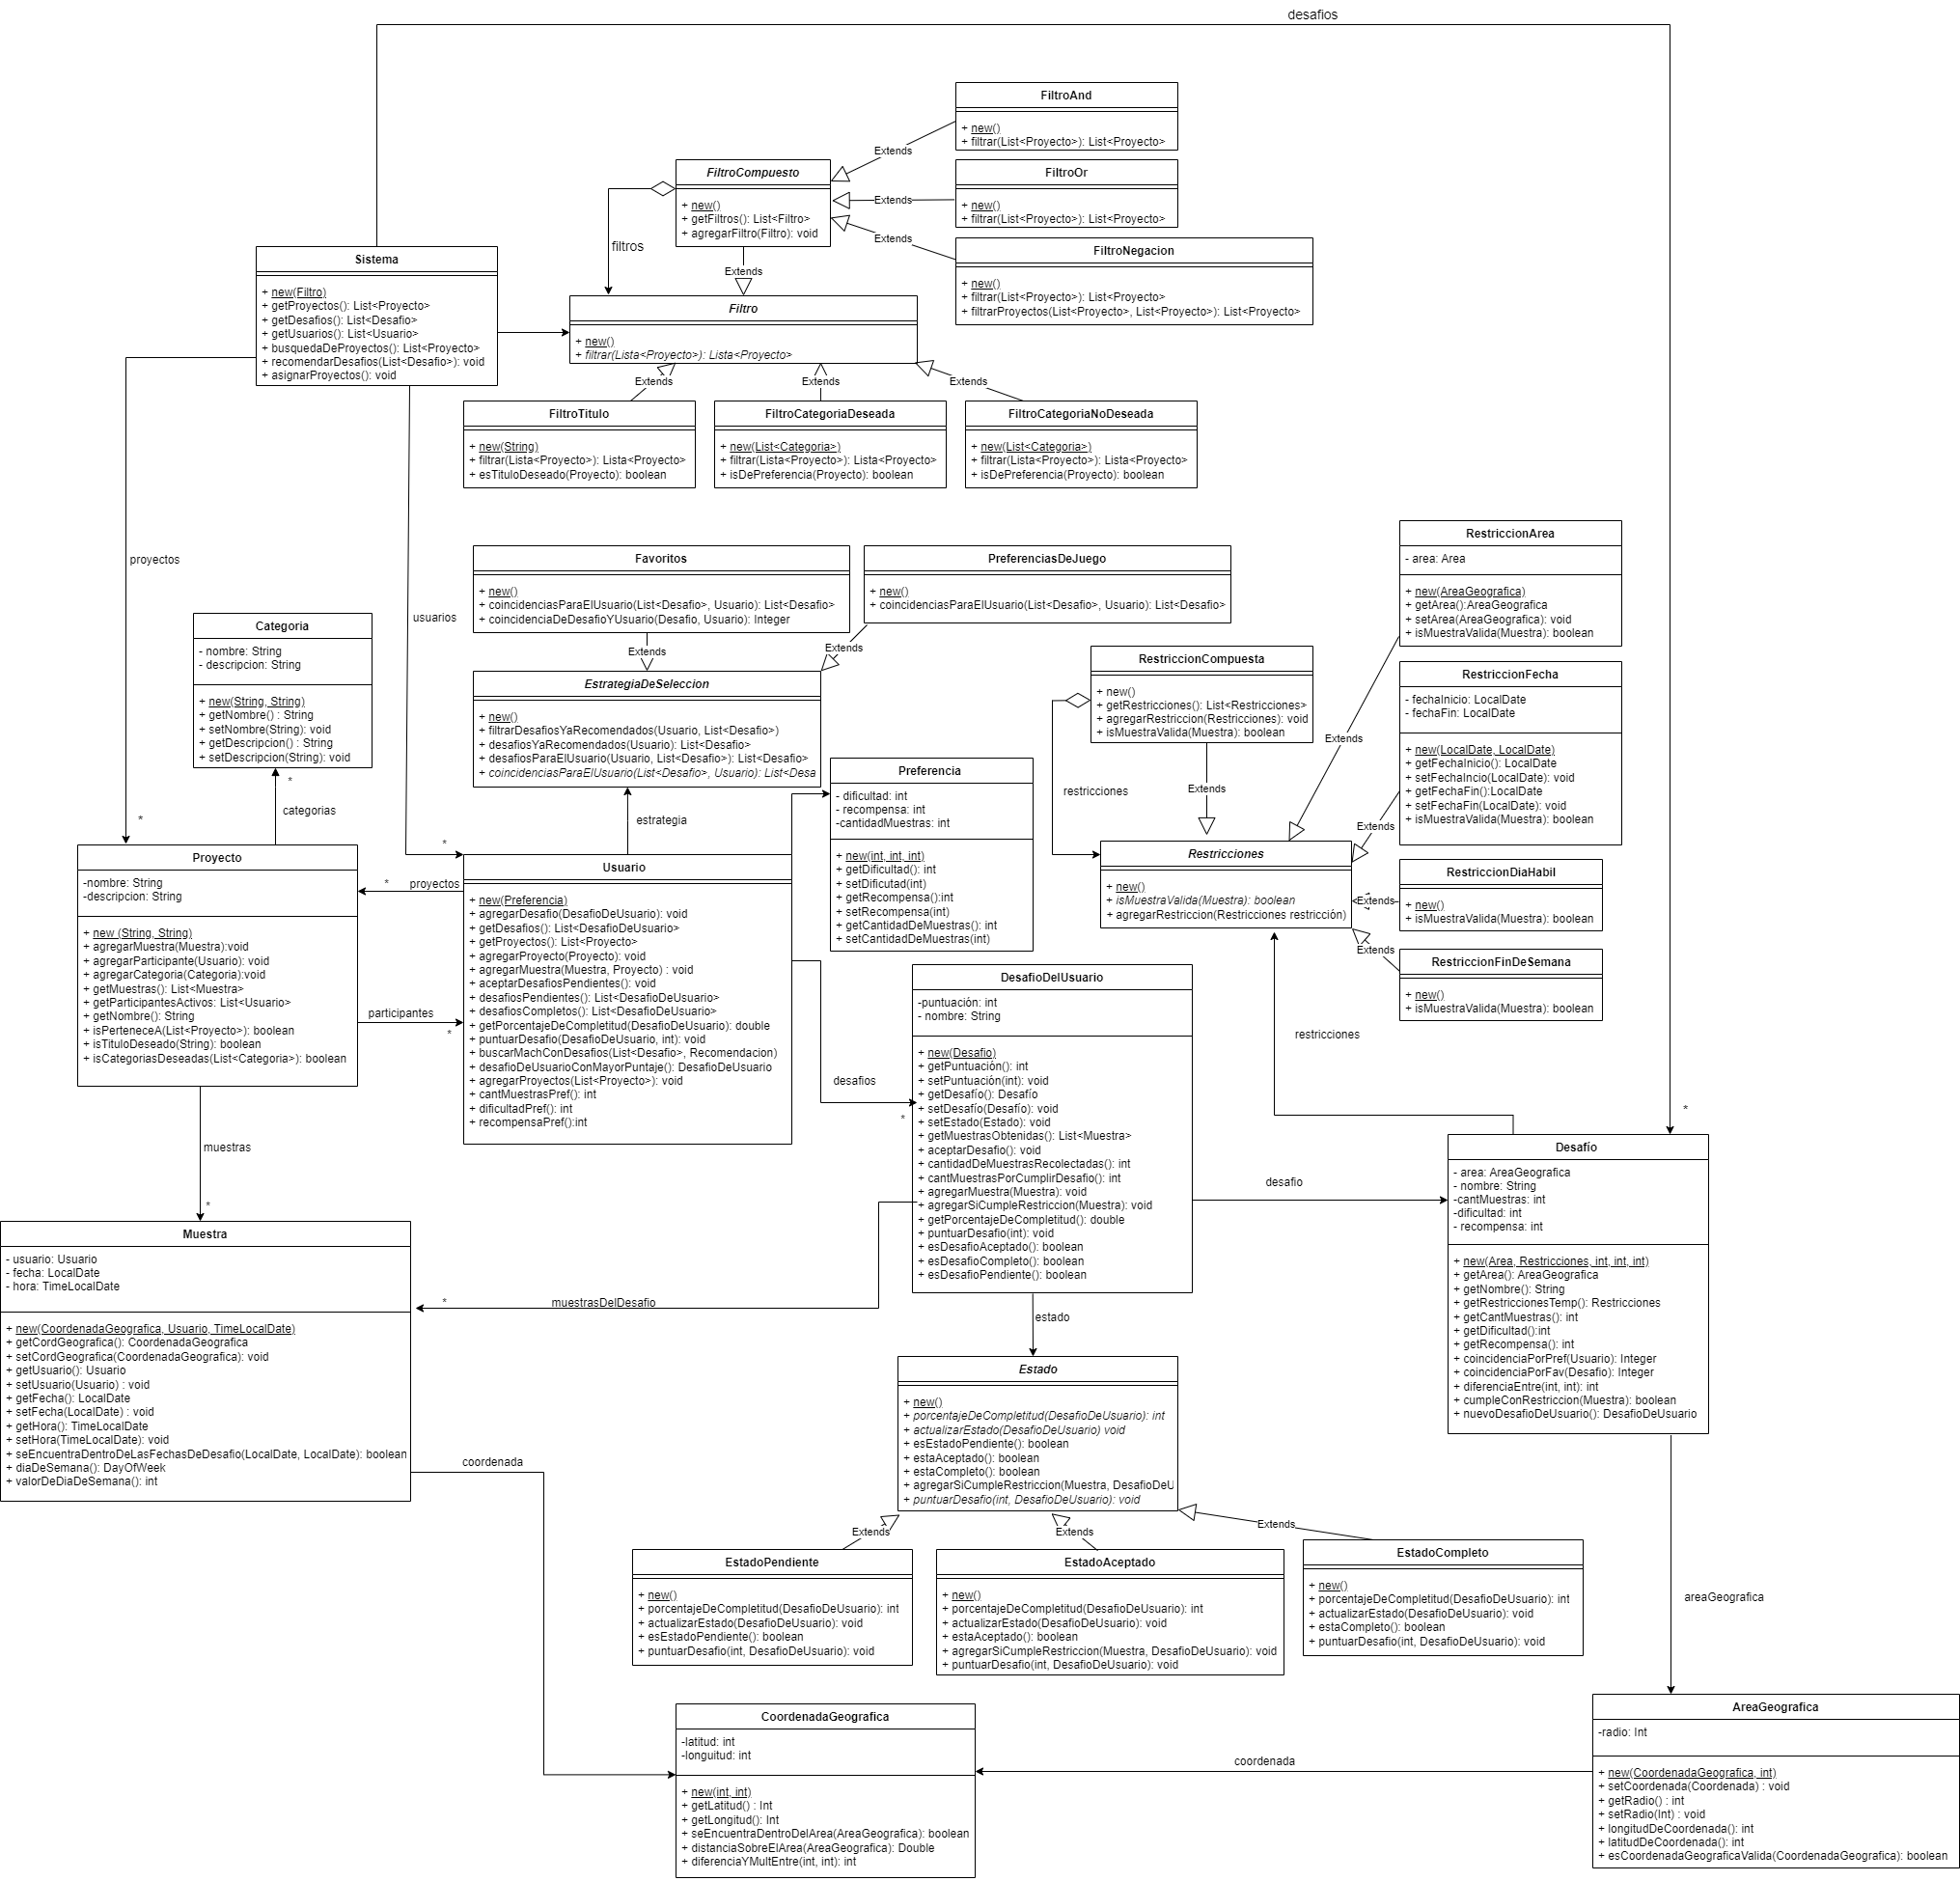 desafios
FiltroAnd
+ new()
+ filtrar(List<Proyecto>): List<Proyecto>
Extends
FiltroCompuesto
+ new()
+ getFiltros(): List<Filtro>
+ agregarFiltro(Filtro): void
FiltroOr
+ new()
+ filtrar(List<Proyecto>): List<Proyecto>
Extends
Extends
filtros
FiltroNegacion
+ new()
+ filtrar(List<Proyecto>): List<Proyecto>
+ filtrarProyectos(List<Proyecto>, List<Proyecto>): List<Proyecto>
Extends
Sistema
+ new(Filtro)
+ getProyectos(): List<Proyecto>
+ getDesafios(): List<Desafio>
+ getUsuarios(): List<Usuario>
+ busquedaDeProyectos(): List<Proyecto>
+ recomendarDesafios(List<Desafio>): void
+ asignarProyectos(): void
Filtro
+ new()
+ filtrar(Lista<Proyecto>): Lista<Proyecto>
Extends
Extends
Extends
FiltroTitulo
+ new(String)
+ filtrar(Lista<Proyecto>): Lista<Proyecto>
+ esTituloDeseado(Proyecto): boolean
FiltroCategoriaDeseada
+ new(List<Categoria>)
+ filtrar(Lista<Proyecto>): Lista<Proyecto>
+ isDePreferencia(Proyecto): boolean
FiltroCategoriaNoDeseada
+ new(List<Categoria>)
+ filtrar(Lista<Proyecto>): Lista<Proyecto>
+ isDePreferencia(Proyecto): boolean
proyectos
*
usuarios
*
Favoritos
+ new()
+ coincidenciasParaElUsuario(List<Desafio>, Usuario): List<Desafio>
+ coincidenciaDeDesafioYUsuario(Desafio, Usuario): Integer
PreferenciasDeJuego
+ new()
+ coincidenciasParaElUsuario(List<Desafio>, Usuario): List<Desafio>
Extends
Extends
RestriccionArea
- area: Area
+ new(AreaGeografica)
+ getArea():AreaGeografica
+ setArea(AreaGeografica): void
+ isMuestraValida(Muestra): boolean
Categoria
- nombre: String
- descripcion: String
+ new(String, String)
+ getNombre() : String
+ setNombre(String): void
+ getDescripcion() : String
+ setDescripcion(String): void
*
categorias
EstrategiaDeSeleccion
+ new()
+ filtrarDesafiosYaRecomendados(Usuario, List<Desafio>)
+ desafiosYaRecomendados(Usuario): List<Desafio>
+ desafiosParaElUsuario(Usuario, List<Desafio>): List<Desafio>
+ coincidenciasParaElUsuario(List<Desafio>, Usuario): List<Desa
estrategia
RestriccionCompuesta
+ new()
+ getRestricciones(): List<Restricciones>
+ agregarRestriccion(Restricciones): void
+ isMuestraValida(Muestra): boolean
restricciones
Extends
Extends
RestriccionFecha
- fechaInicio: LocalDate
- fechaFin: LocalDate
+ new(LocalDate, LocalDate)
+ getFechaInicio(): LocalDate
+ setFechaIncio(LocalDate): void
+ getFechaFin():LocalDate
+ setFechaFin(LocalDate): void
+ isMuestraValida(Muestra): boolean
Extends
Preferencia
- dificultad: int
- recompensa: int
-cantidadMuestras: int
+ new(int, int, int)
+ getDificultad(): int
+ setDificutad(int)
+ getRecompensa():int
+ setRecompensa(int)
+ getCantidadDeMuestras(): int
+ setCantidadDeMuestras(int)
Restricciones
+ new()
+ isMuestraValida(Muestra): boolean
+ agregarRestriccion(Restricciones restricción)
RestriccionDiaHabil
+ new()
+ isMuestraValida(Muestra): boolean
Extends
RestriccionFinDeSemana
+ new()
+ isMuestraValida(Muestra): boolean
Extends
Proyecto
-nombre: String
-descripcion: String
+ new (String, String)
+ agregarMuestra(Muestra):void
+ agregarParticipante(Usuario): void
+ agregarCategoria(Categoria):void
+ getMuestras(): List<Muestra>
+ getParticipantesActivos: List<Usuario>
+ getNombre(): String
+ isPerteneceA(List<Proyecto>): boolean
+ isTituloDeseado(String): boolean
+ isCategoriasDeseadas(List<Categoria>): boolean
* proyectos
participantes
*
Usuario
+ new(Preferencia)
+ agregarDesafio(DesafioDeUsuario): void
+ getDesafios(): List<DesafioDeUsuario>
+ getProyectos(): List<Proyecto>
+ agregarProyecto(Proyecto): void
+ agregarMuestra(Muestra, Proyecto) : void
+ aceptarDesafiosPendientes(): void
+ desafiosPendientes(): List<DesafioDeUsuario>
+ desafiosCompletos(): List<DesafioDeUsuario>
+ getPorcentajeDeCompletitud(DesafioDeUsuario): double
+ puntuarDesafio(DesafioDeUsuario, int): void
+ buscarMachConDesafios(List<Desafio>, Recomendacion)
+ desafioDeUsuarioConMayorPuntaje(): DesafioDeUsuario
+ agregarProyectos(List<Proyecto>): void
+ cantMuestrasPref(): int
+ dificultadPref(): int
+ recompensaPref():int
desafios
*
DesafioDelUsuario
-puntuación: int
- nombre: String
+ new(Desafio)
+ getPuntuación(): int
+ setPuntuación(int): void
+ getDesafío(): Desafío
+ setDesafío(Desafío): void
+ setEstado(Estado): void
+ getMuestrasObtenidas(): List<Muestra>
+ aceptarDesafio(): void
+ cantidadDeMuestrasRecolectadas(): int
+ cantMuestrasPorCumplirDesafio(): int
+ agregarMuestra(Muestra): void
+ agregarSiCumpleRestriccion(Muestra): void
+ getPorcentajeDeCompletitud(): double
+ puntuarDesafio(int): void
+ esDesafioAceptado(): boolean
+ esDesafioCompleto(): boolean
+ esDesafioPendiente(): boolean
restricciones
*
desafio
Desafío
- area: AreaGeografica
- nombre: String
-cantMuestras: int
-dificultad: int
- recompensa: int
+ new(Area, Restricciones, int, int, int)
+ getArea(): AreaGeografica
+ getNombre(): String
+ getRestriccionesTemp(): Restricciones
+ getCantMuestras(): int
+ getDificultad():int
+ getRecompensa(): int
+ coincidenciaPorPref(Usuario): Integer
+ coincidenciaPorFav(Desafio): Integer
+ diferenciaEntre(int, int): int
+ cumpleConRestriccion(Muestra): boolean
+ nuevoDesafioDeUsuario(): DesafioDeUsuario
muestras
*
Muestra
- usuario: Usuario
- fecha: LocalDate
- hora: TimeLocalDate
+ new(CoordenadaGeografica, Usuario, TimeLocalDate)
+ getCordGeografica(): CoordenadaGeografica
+ setCordGeografica(CoordenadaGeografica): void
+ getUsuario(): Usuario
+ setUsuario(Usuario) : void
+ getFecha(): LocalDate
+ setFecha(LocalDate) : void
+ getHora(): TimeLocalDate
+ setHora(TimeLocalDate): void
+ seEncuentraDentroDeLasFechasDeDesafio(LocalDate, LocalDate): boolean
+ diaDeSemana(): DayOfWeek
+ valorDeDiaDeSemana(): int
* muestrasDelDesafio
estado
coordenada
Estado
+ new()
+ porcentajeDeCompletitud(DesafioDeUsuario): int
+ actualizarEstado(DesafioDeUsuario) void
+ esEstadoPendiente(): boolean
+ estaAceptado(): boolean
+ estaCompleto(): boolean
+ agregarSiCumpleRestriccion(Muestra, DesafioDeU
+ puntuarDesafio(int, DesafioDeUsuario): void
Extends
Extends
Extends
EstadoPendiente
+ new()
+ porcentajeDeCompletitud(DesafioDeUsuario): int
+ actualizarEstado(DesafioDeUsuario): void
+ esEstadoPendiente(): boolean
+ puntuarDesafio(int, DesafioDeUsuario): void
EstadoAceptado
+ new()
+ porcentajeDeCompletitud(DesafioDeUsuario): int
+ actualizarEstado(DesafioDeUsuario): void
+ estaAceptado(): boolean
+ agregarSiCumpleRestriccion(Muestra, DesafioDeUsuario): void
+ puntuarDesafio(int, DesafioDeUsuario): void
EstadoCompleto
+ new()
+ porcentajeDeCompletitud(DesafioDeUsuario): int
+ actualizarEstado(DesafioDeUsuario): void
+ estaCompleto(): boolean
+ puntuarDesafio(int, DesafioDeUsuario): void
areaGeografica
CoordenadaGeografica
-latitud: int
-longuitud: int
+ new(int, int)
+ getLatitud() : Int
+ getLongitud(): Int
+ seEncuentraDentroDelArea(AreaGeografica): boolean
+ distanciaSobreElArea(AreaGeografica): Double
+ diferenciaYMultEntre(int, int): int
coordenada
AreaGeografica
-radio: Int
+ new(CoordenadaGeografica, int)
+ setCoordenada(Coordenada) : void
+ getRadio() : int
+ setRadio(Int) : void
+ longitudDeCoordenada(): int
+ latitudDeCoordenada(): int
+ esCoordenadaGeograficaValida(CoordenadaGeografica): boolean